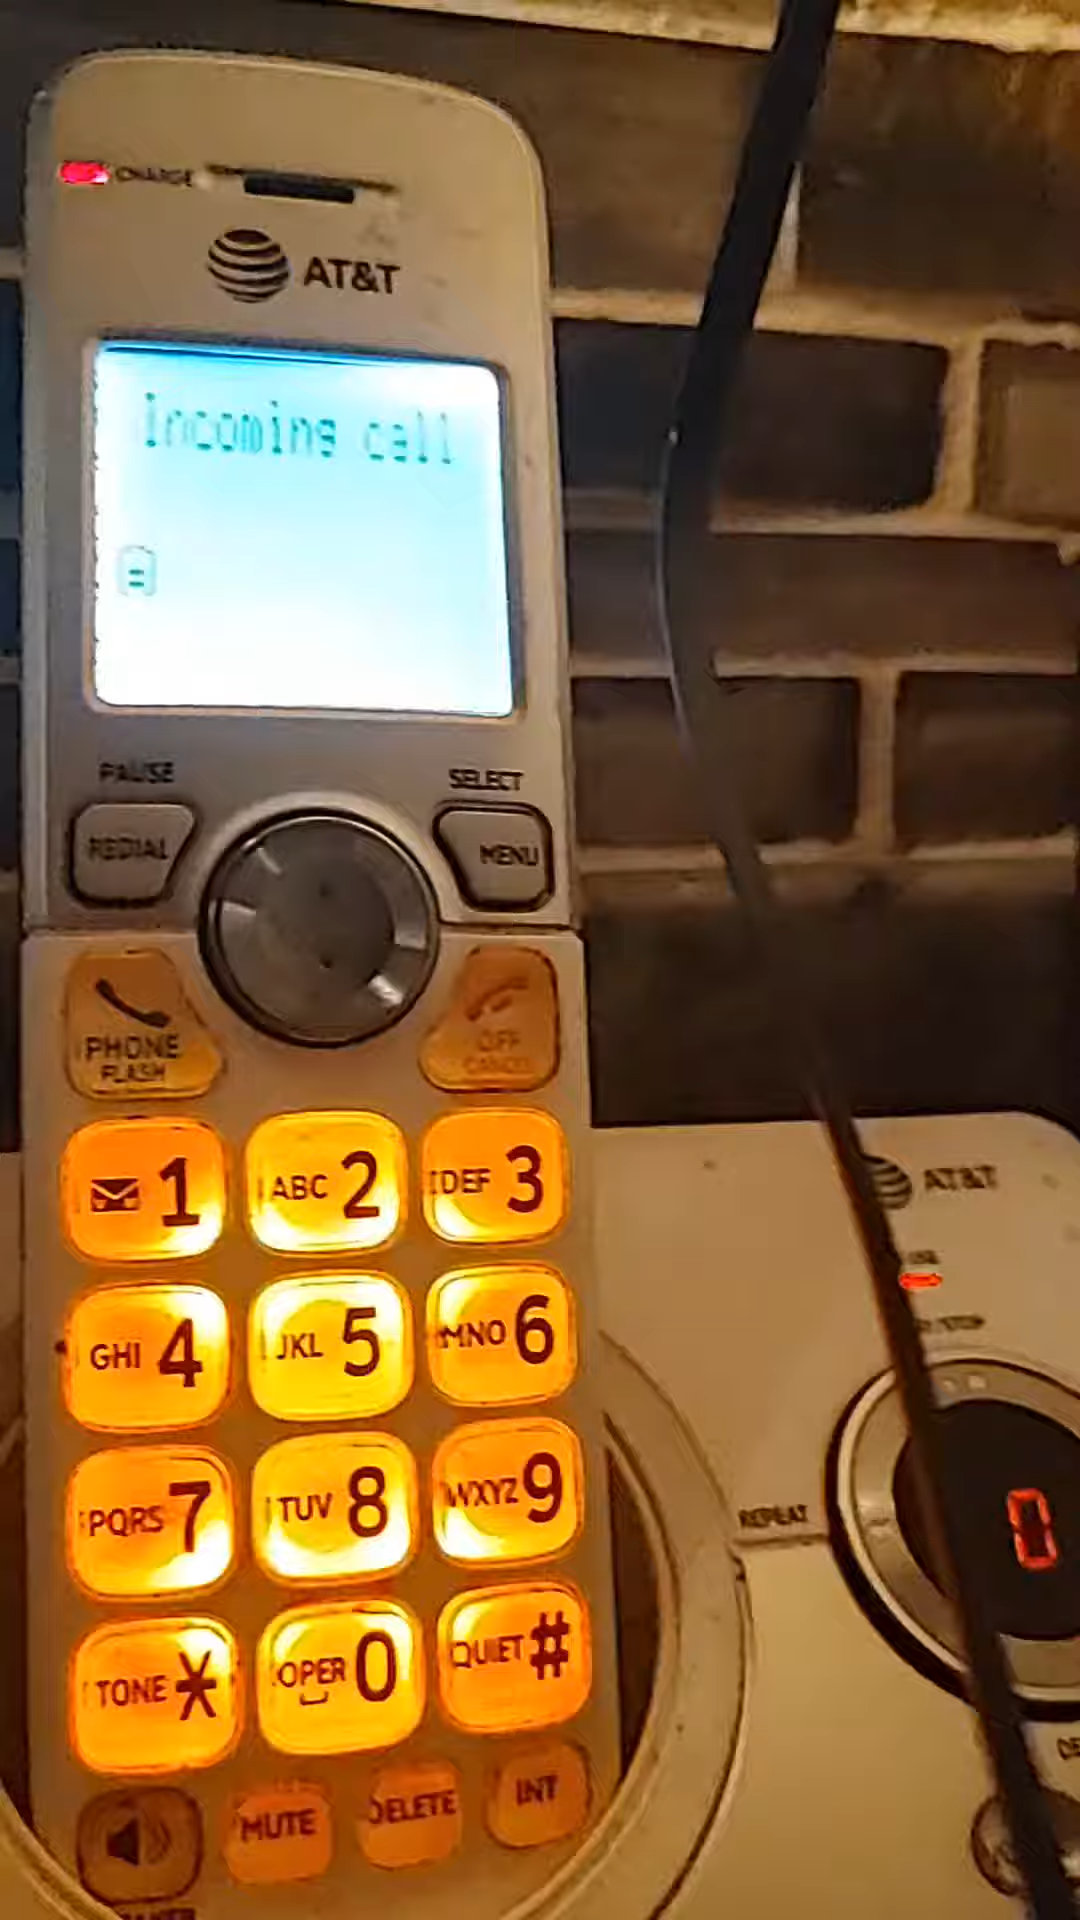 CHARGE
AT&T
Incoming call
PAUSE
SELECT
REDIAL
MENU
PHONE
FLASH
OFF
CANCEL
1
ABC 2
DEF 3
GHI 4
JKL 5
MNO 6
PQRS 7
TUV 8
WXYZ 9
TONE *
OPER 0
QUIET #
MUTE
DELETE
INT
AT&T
/STOP
REPEAT
0